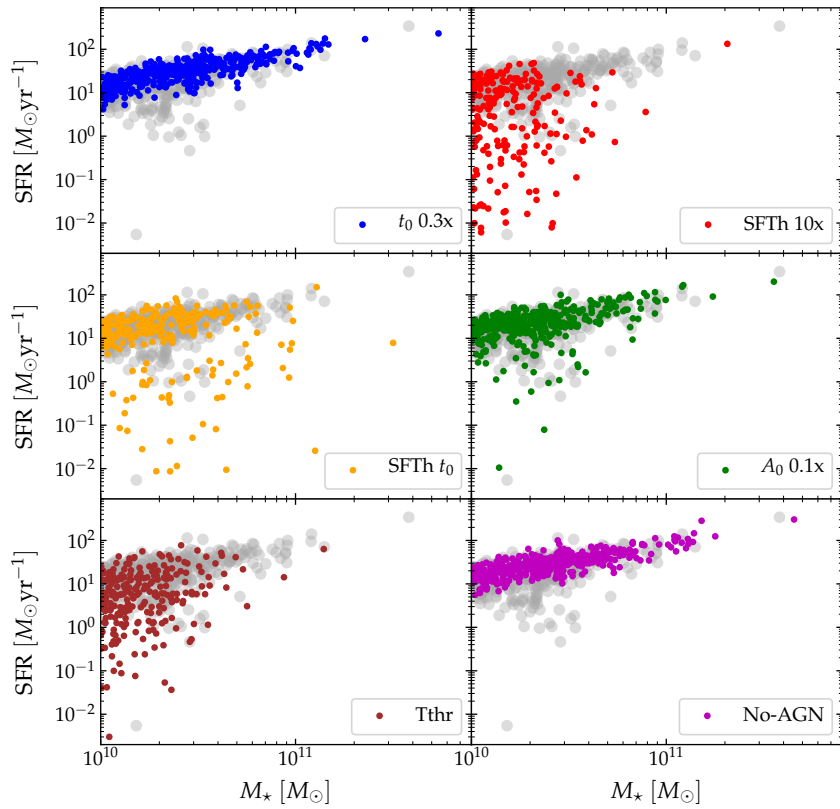 10²
10¹
10⁰
10⁻¹
10⁻²
SFR [M⊙yr⁻¹]
t₀ 0.3x
SFTh 10x
10²
10¹
10⁰
10⁻¹
10⁻²
SFR [M⊙yr⁻¹]
SFTh t₀
A₀ 0.1x
10²
10¹
10⁰
10⁻¹
10⁻²
SFR [M⊙yr⁻¹]
Tthr
No-AGN
10¹⁰ 10¹¹ 10¹⁰ 10¹¹
M⋆ [M⊙] M⋆ [M⊙]